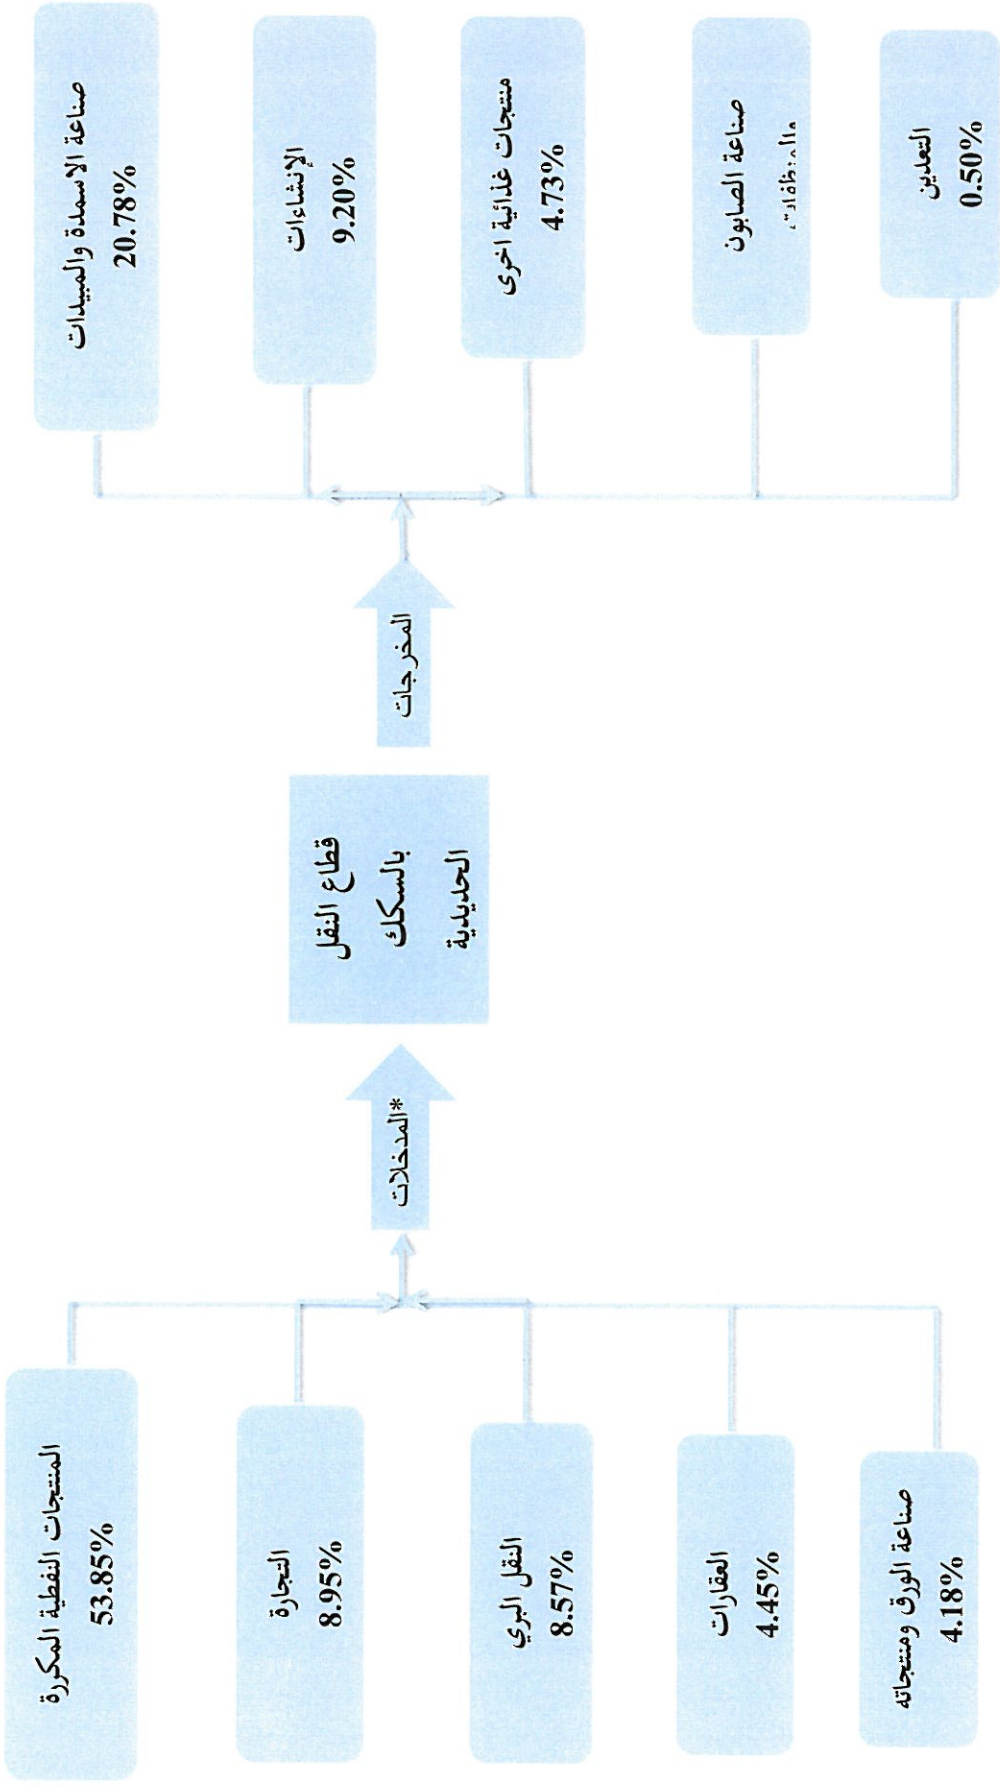 المنتجات النفطية المكررة
53.85%
التجارة
8.95%
النقل البري
8.57%
العقارات
4.45%
صناعة الورق ومنتجاته
4.18%
*المدخلات
قطاع النقل
بالسكك
الحديدية
المخرجات
صناعة الاسمدة والمبيدات
20.78%
الإنشاءات
9.20%
منتجات غذائية اخرى
4.73%
صناعة الصابون
والمنظفات
التعدين
0.50%